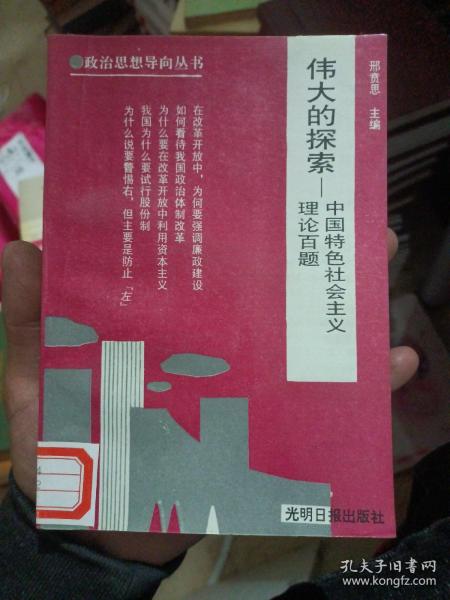 ●政治思想导向丛书
邢贲思 主编
伟大的探索—
中国特色社会主义
理论百题
在改革开放中，为何要强调廉政建设
如何看待我国政治体制改革
为什么要在改革开放中利用资本主义
我国为什么要试行股份制
为什么说要警惕右，但主要是防止「左」
光明日报出版社
孔夫子旧书网
www.kongfz.com